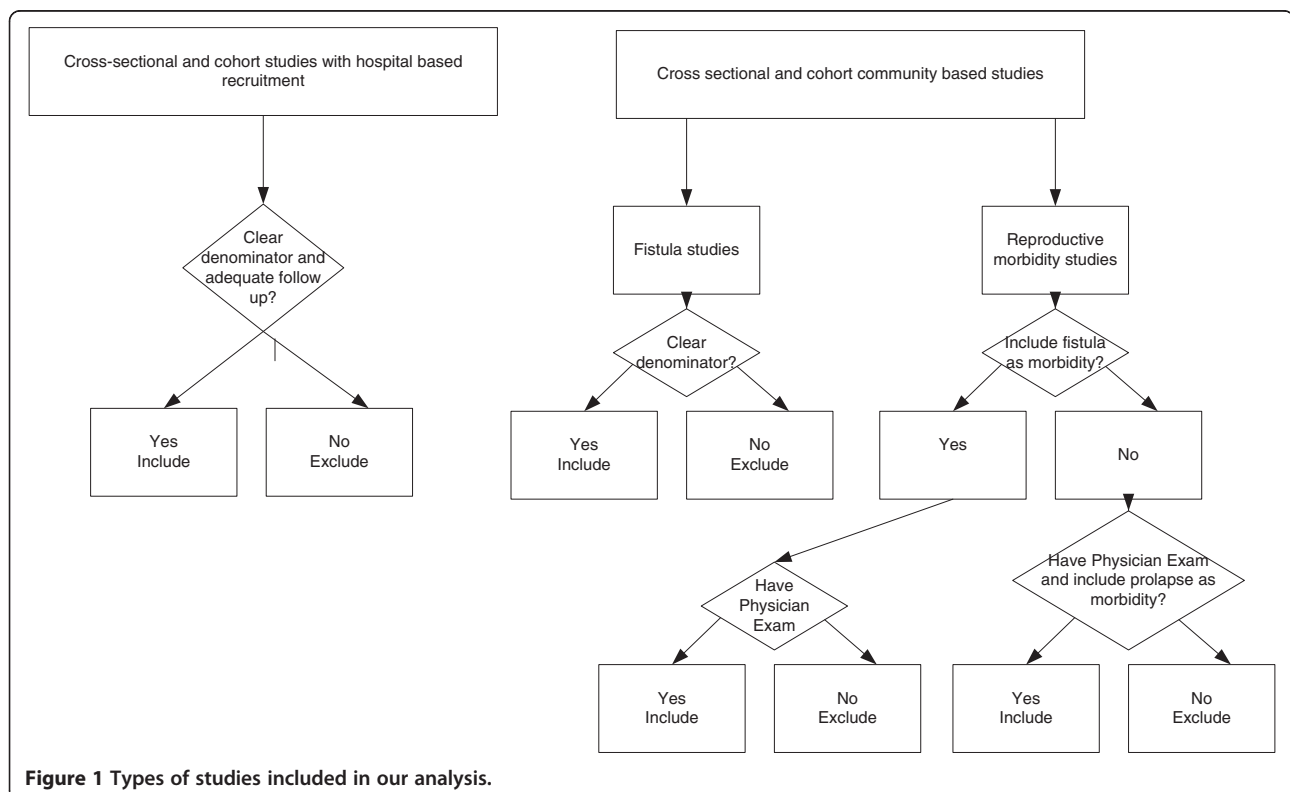 Cross-sectional and cohort studies with hospital based
recruitment
Cross sectional and cohort community based studies
Clear
denominator and
adequate follow
up?
Fistula studies
Reproductive
morbidity studies
Clear
denominator?
Include fistula
as morbidity?
Yes
Include
No
Exclude
Yes
Include
No
Exclude
Yes
No
Have
Physician
Exam
Have Physician Exam
and include prolapse as
morbidity?
Yes
Include
No
Exclude
Yes
Include
No
Exclude
Figure 1 Types of studies included in our analysis.